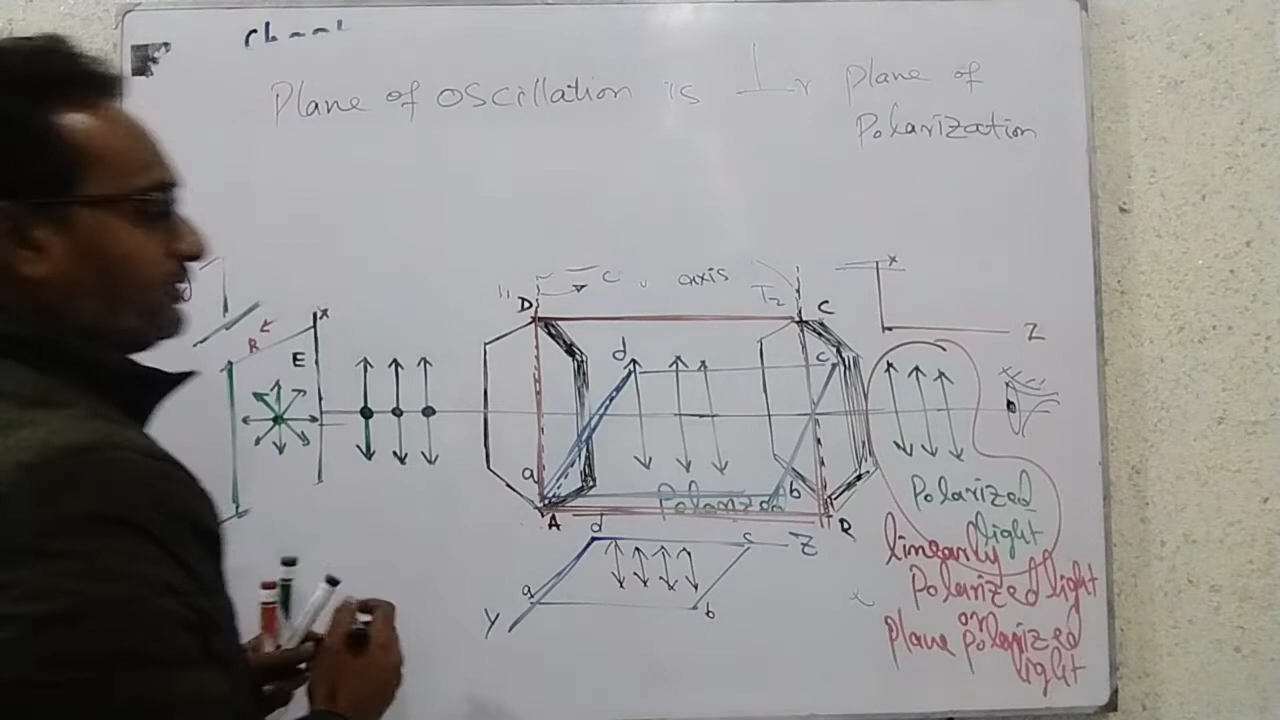 Plane of oscillation is ⊥r Plane of
Polarization
c axis
T2
D
C
x
x
Z
R
E
d
c
a
b
Polarized
A
R
d
c
Z
a
b
Y
Polarized
light
linearly
Polarized light
or
Plane Polarized
light